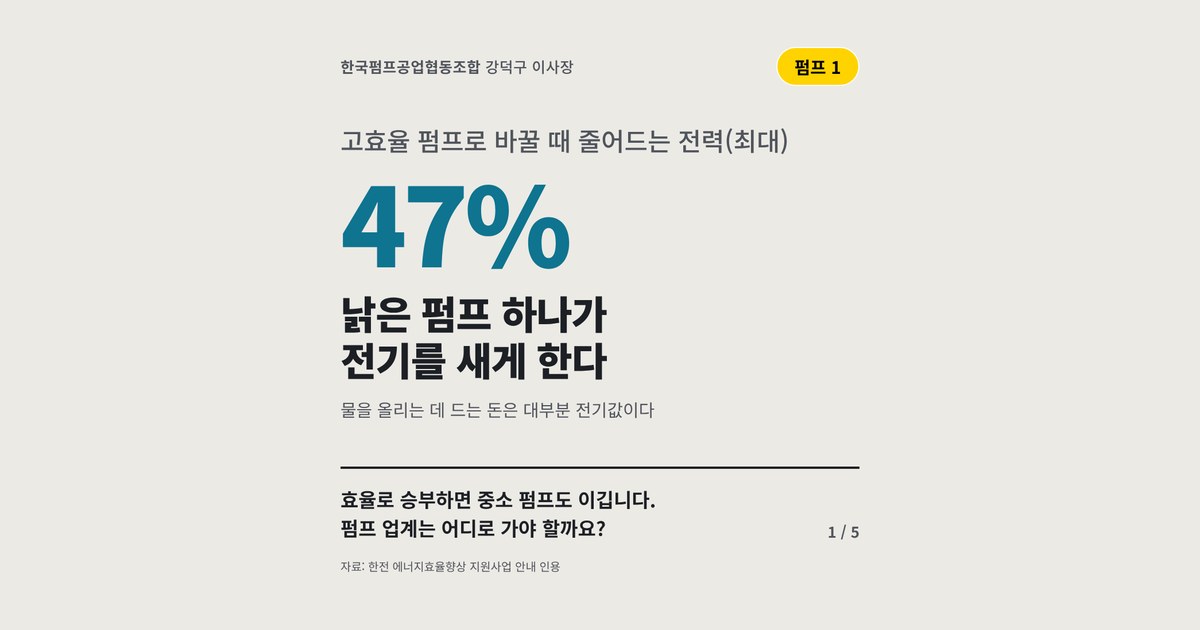 한국펌프공업협동조합 강덕구 이사장
펌프 1
고효율 펌프로 바꿀 때 줄어드는 전력(최대)
47%
낡은 펌프 하나가
전기를 새게 한다
물을 올리는 데 드는 돈은 대부분 전기값이다
효율로 승부하면 중소 펌프도 이깁니다.
펌프 업계는 어디로 가야 할까요?
1 / 5
자료: 한전 에너지효율향상 지원사업 안내 인용